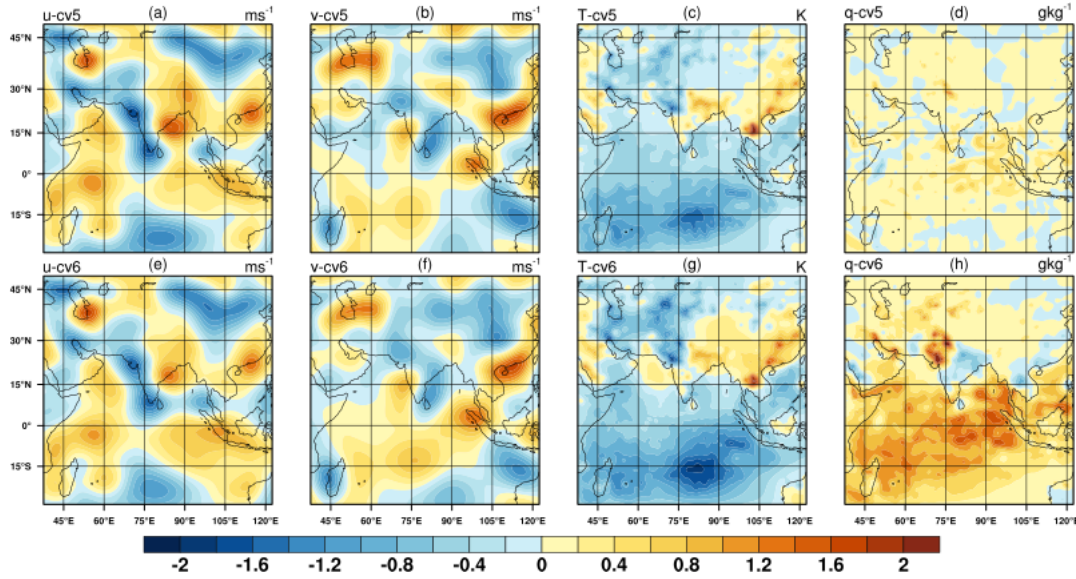 u-cv5 (a) ms-1 v-cv5 (b) ms-1 T-cv5 (c) K q-cv5 (d) gkg-1
45°N
30°N
15°N
0°
15°S
u-cv6 (e) ms-1 v-cv6 (f) ms-1 T-cv6 (g) K q-cv6 (h) gkg-1
45°N
30°N
15°N
0°
15°S
45°E 60°E 75°E 90°E 105°E 120°E 45°E 60°E 75°E 90°E 105°E 120°E 45°E 60°E 75°E 90°E 105°E 120°E 45°E 60°E 75°E 90°E 105°E 120°E
-2 -1.6 -1.2 -0.8 -0.4 0 0.4 0.8 1.2 1.6 2